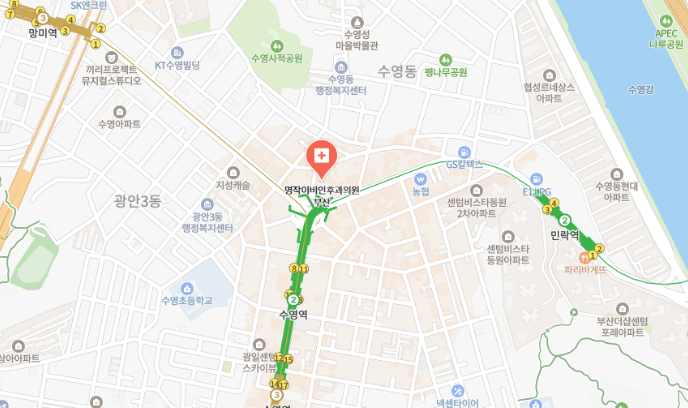 SK엔크린
망미역
수영성
마을박물관
KT수영빌딩
수영사적공원
끼리프로젝트
뮤지컬스튜디오
수영동
행정복지센터
수영동
팽나무공원
APEC
나루공원
수영강
협성르네상스
아파트
수영아파트
GS칼텍스
지성캐슬
명작이비인후과의원
부산
농협
센텀비스타동원
2차아파트
E1LPG
수영동현대
아파트
광안3동
광안3동
행정복지센터
민락역
센텀비스타
동원아파트
파리바게뜨
수영초등학교
수영역
부산더샵센텀
포레아파트
광일센텀
스카이뷰
상아아파트
넥센타이어
수영역